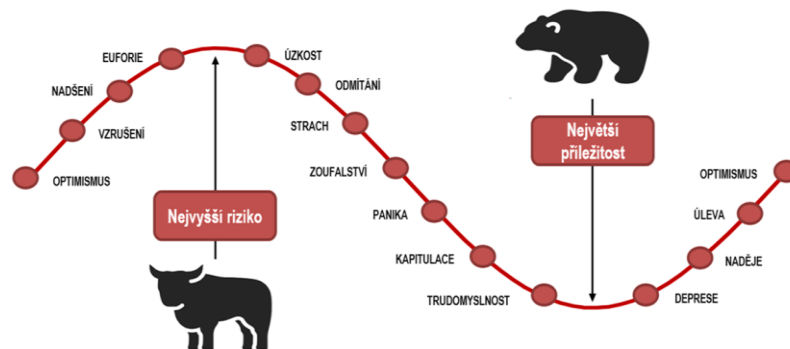 EUFORIE
NADŠENÍ
VZRUŠENÍ
OPTIMISMUS
Nejvyšší riziko
ÚZKOST
ODMÍTÁNÍ
STRACH
ZOUFALSTVÍ
PANIKA
KAPITULACE
TRUDOMYSLNOST
Největší
příležitost
OPTIMISMUS
ÚLEVA
NADĚJE
DEPRESE